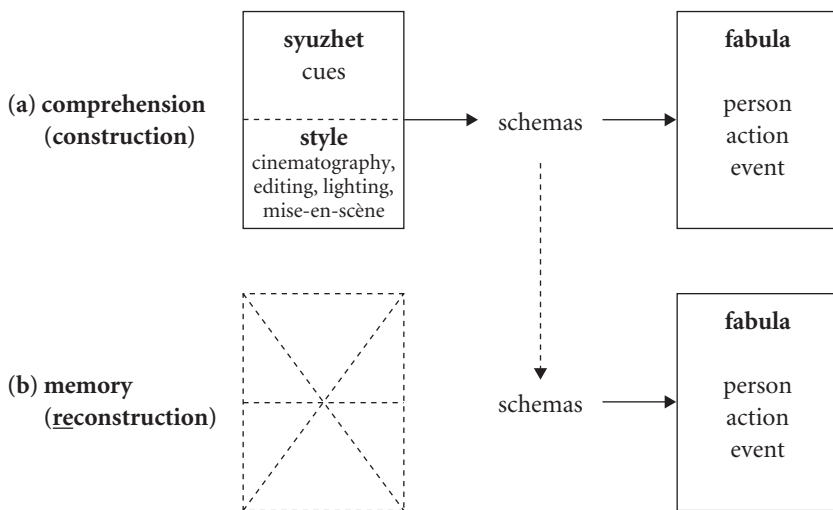 syuzhet
cues
(a) comprehension
(construction)
style
cinematography,
editing, lighting,
mise-en-scène
schemas
fabula
person
action
event
(b) memory
(reconstruction)
schemas
fabula
person
action
event